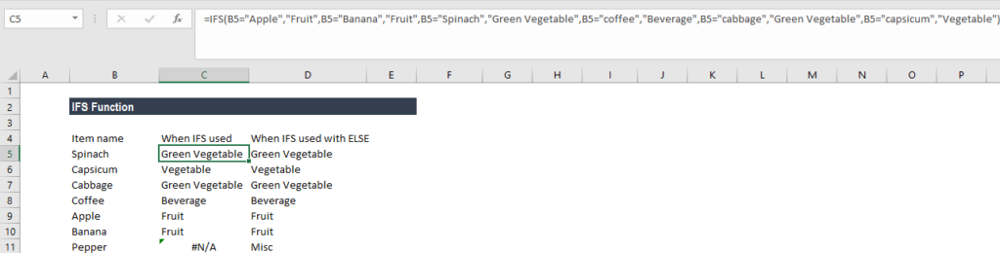 C5 fx =IFS(B5="Apple","Fruit",B5="Banana","Fruit",B5="Spinach","Green Vegetable",B5="coffee","Beverage",B5="cabbage","Green Vegetable",B5="capsicum","Vegetable")
A B C D E F G H I J K L M N O P
1
2 IFS Function
3
4 Item name When IFS used When IFS used with ELSE
5 Spinach Green Vegetable Green Vegetable
6 Capsicum Vegetable Vegetable
7 Cabbage Green Vegetable Green Vegetable
8 Coffee Beverage Beverage
9 Apple Fruit Fruit
10 Banana Fruit Fruit
11 Pepper #N/A Misc